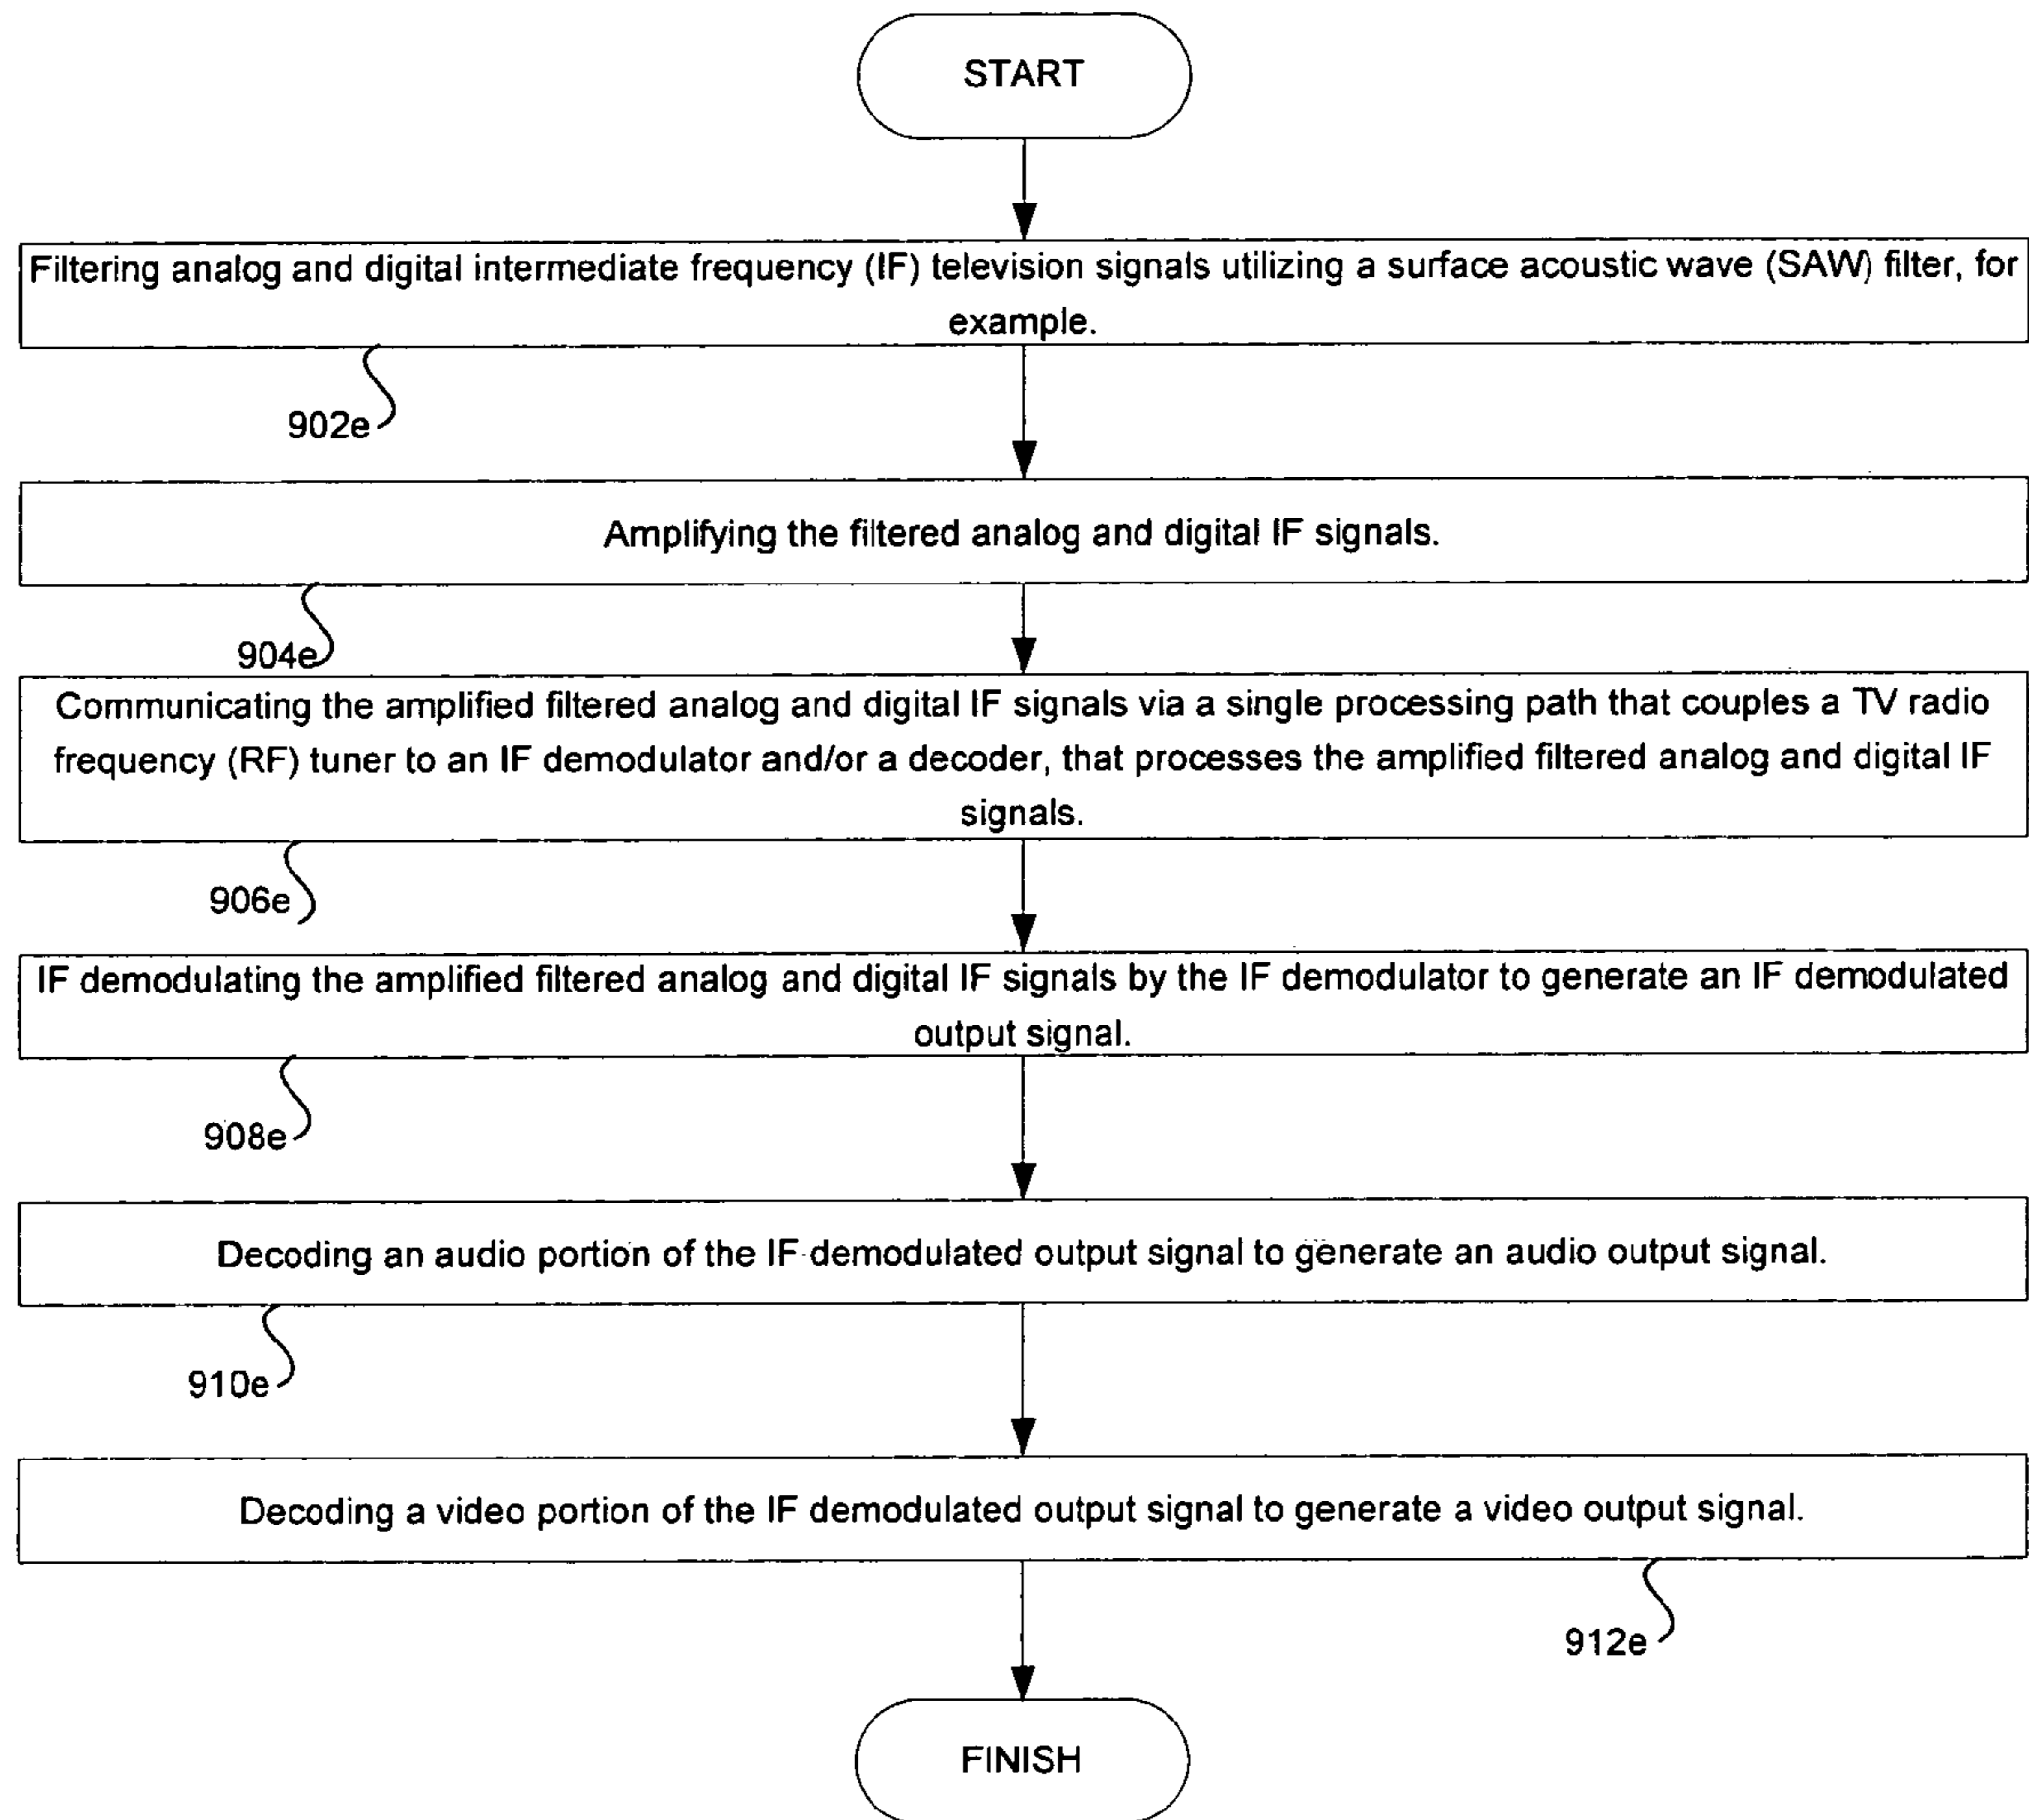 START
Filtering analog and digital intermediate frequency (IF) television signals utilizing a surface acoustic wave (SAW) filter, for
example.
902e
Amplifying the filtered analog and digital IF signals.
904e
Communicating the amplified filtered analog and digital IF signals via a single processing path that couples a TV radio
frequency (RF) tuner to an IF demodulator and/or a decoder, that processes the amplified filtered analog and digital IF
signals.
906e
IF demodulating the amplified filtered analog and digital IF signals by the IF demodulator to generate an IF demodulated
output signal.
908e
Decoding an audio portion of the IF demodulated output signal to generate an audio output signal.
910e
Decoding a video portion of the IF demodulated output signal to generate a video output signal.
912e
FINISH